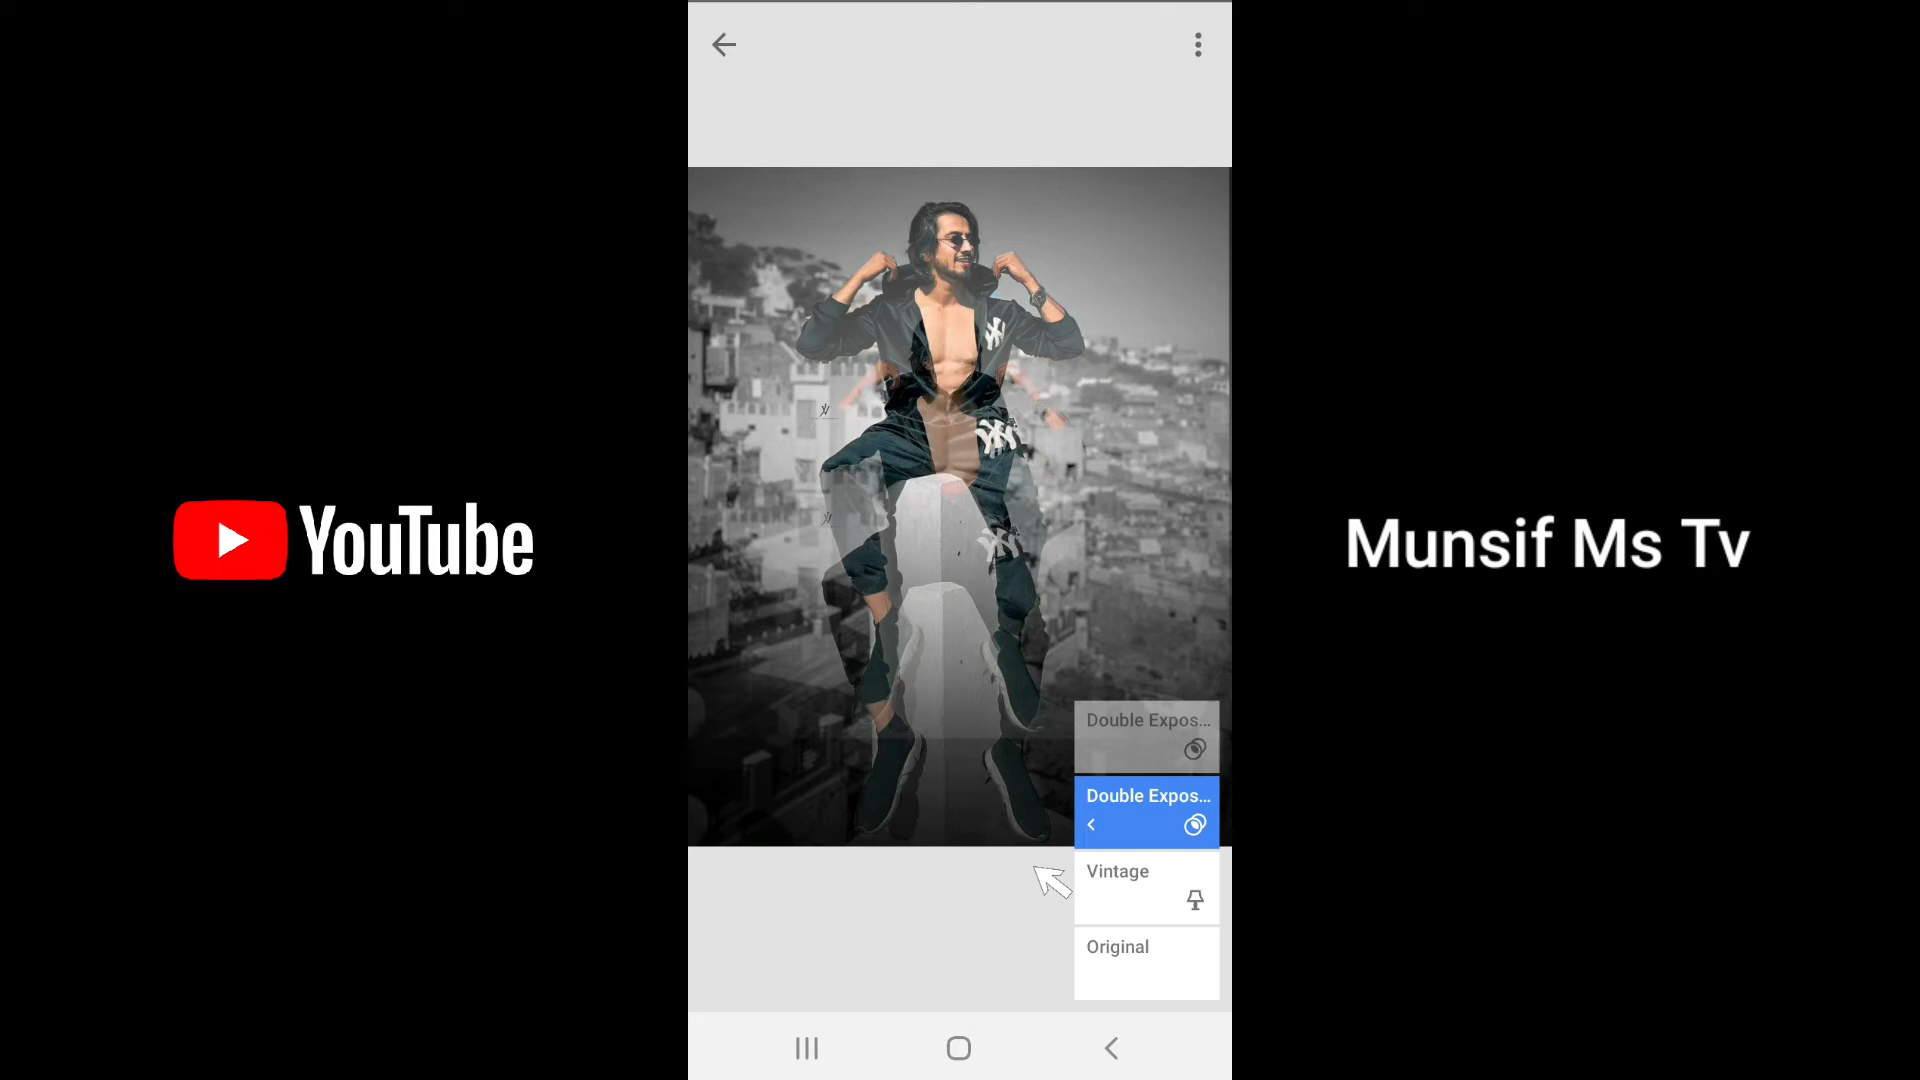 YouTube
Munsif Ms Tv
Double Expos...
Double Expos...
Vintage
Original